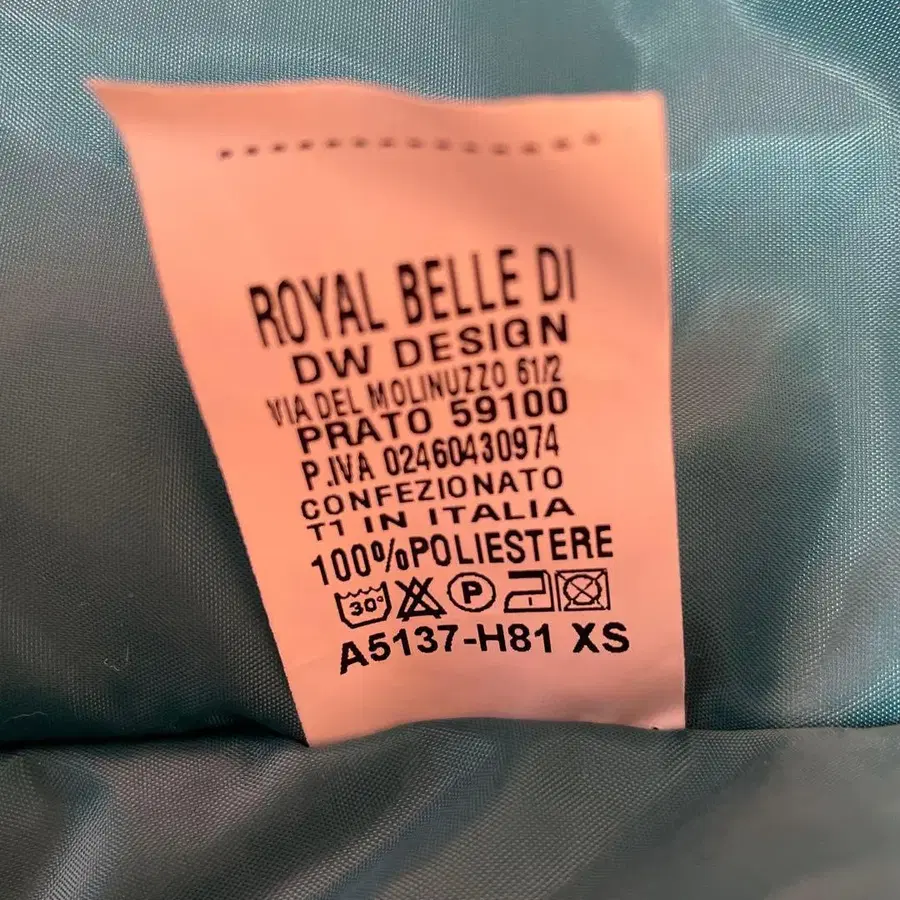 ROYAL BELLE DI
DW DESIGN
VIA DEL MOLINUZZO 61/2
PRATO 59100
P.IVA 02460430974
CONFEZIONATO
T1 IN ITALIA
100%POLIESTERE
30° P
A5137-H81 XS